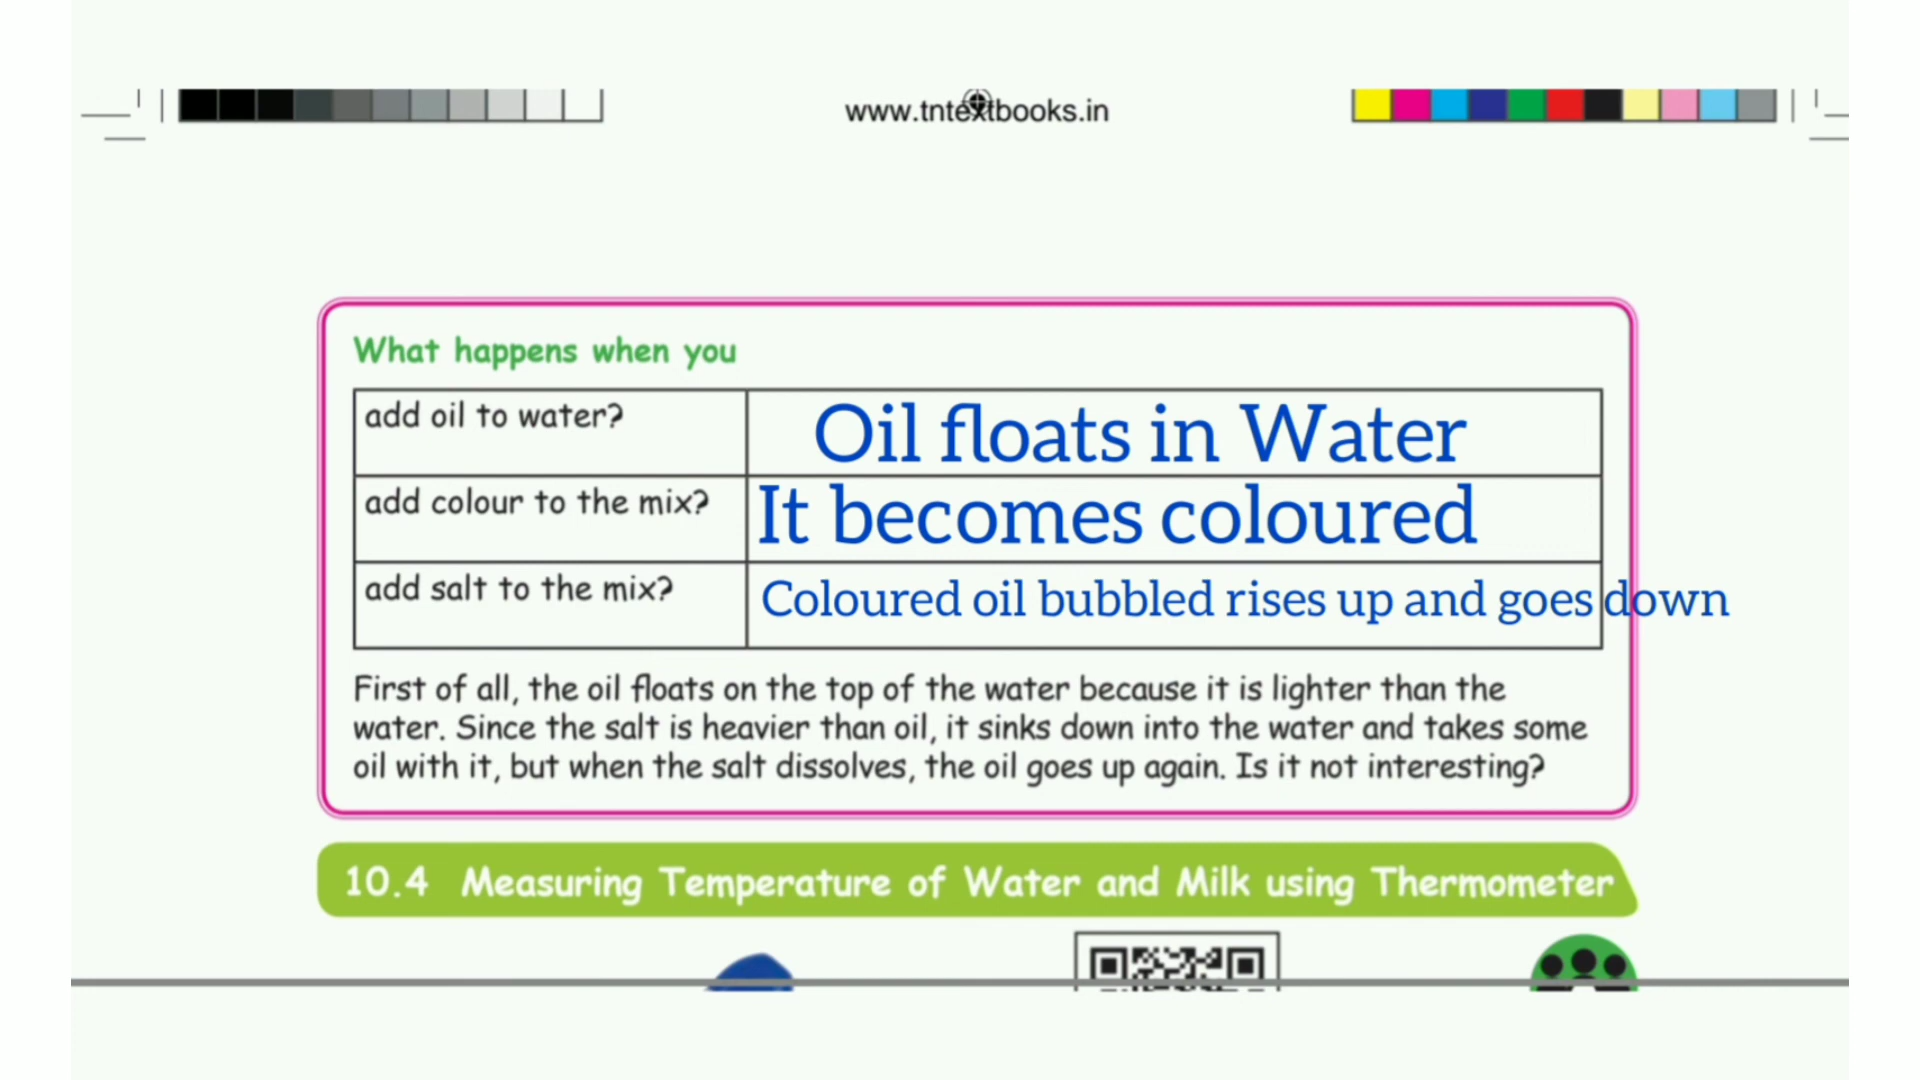 www.tntextbooks.in
What happens when you
add oil to water?
Oil floats in Water
add colour to the mix?
It becomes coloured
add salt to the mix?
Coloured oil bubbled rises up and goes down
First of all, the oil floats on the top of the water because it is lighter than the
water. Since the salt is heavier than oil, it sinks down into the water and takes some
oil with it, but when the salt dissolves, the oil goes up again. Is it not interesting?
10.4 Measuring Temperature of Water and Milk using Thermometer